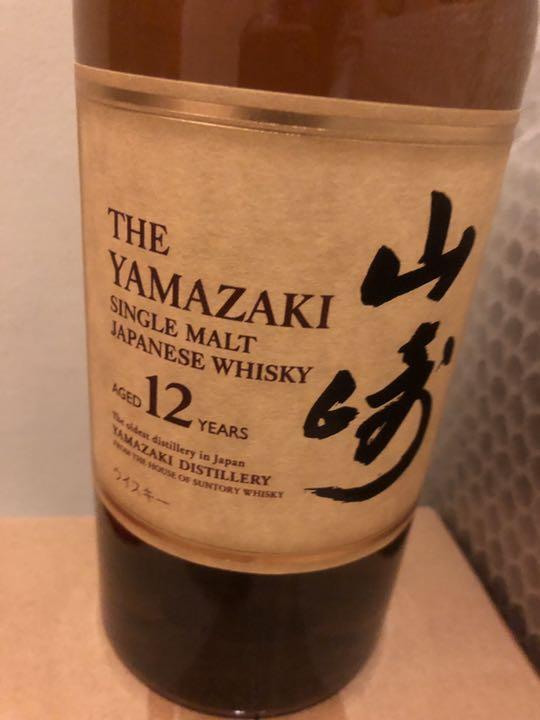 THE
YAMAZAKI
SINGLE MALT
JAPANESE WHISKY
AGED 12 YEARS
The oldest distillery in Japan
YAMAZAKI DISTILLERY
FROM THE HOUSE OF SUNTORY WHISKY
ウイスキー
山崎